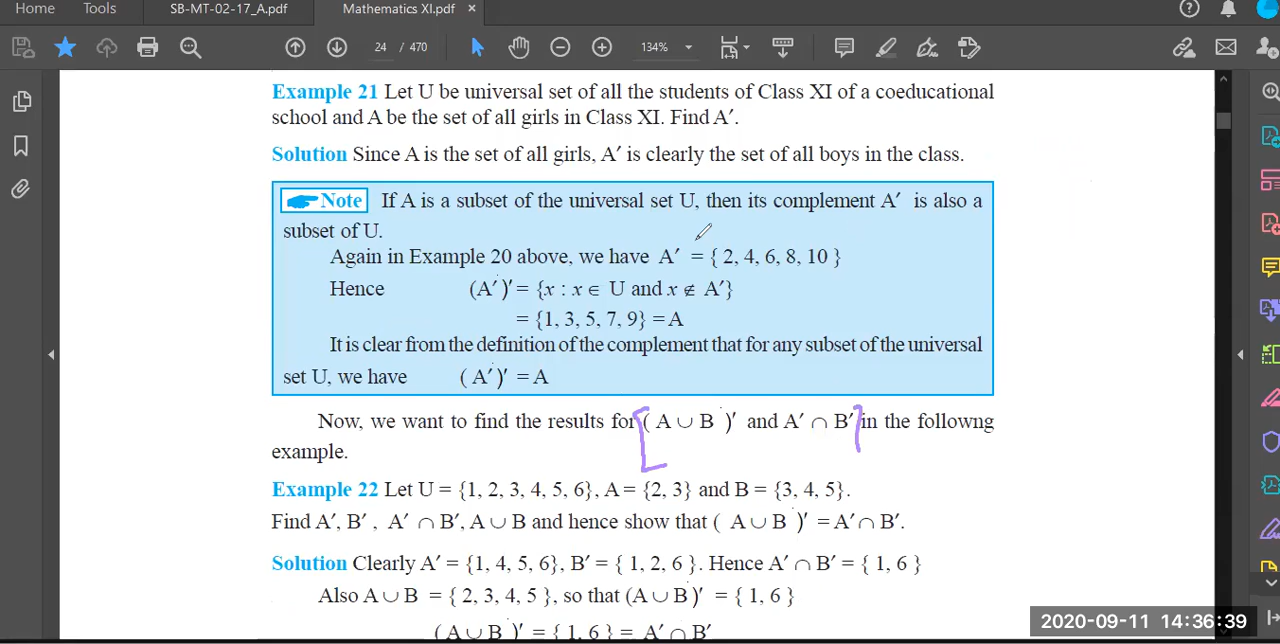 Home Tools SB-MT-02-17_A.pdf Mathematics XI.pdf ×
24 / 470 134%
Example 21 Let U be universal set of all the students of Class XI of a coeducational
school and A be the set of all girls in Class XI. Find A′.
Solution Since A is the set of all girls, A′ is clearly the set of all boys in the class.
Note If A is a subset of the universal set U, then its complement A′ is also a
subset of U.
Again in Example 20 above, we have A′ = { 2, 4, 6, 8, 10 }
Hence (A′)′ = {x : x ∈ U and x ∉ A′}
= {1, 3, 5, 7, 9} = A
It is clear from the definition of the complement that for any subset of the universal
set U, we have ( A′)′ = A
Now, we want to find the results for ( A ∪ B )′ and A′ ∩ B′ in the followng
example.
Example 22 Let U = {1, 2, 3, 4, 5, 6}, A = {2, 3} and B = {3, 4, 5}.
Find A′, B′ , A′ ∩ B′, A ∪ B and hence show that ( A ∪ B )′ = A′ ∩ B′.
Solution Clearly A′ = {1, 4, 5, 6}, B′ = { 1, 2, 6 }. Hence A′ ∩ B′ = { 1, 6 }
Also A ∪ B = { 2, 3, 4, 5 }, so that (A ∪ B )′ = { 1, 6 }
(A ∪ B )′ = { 1, 6 } = A′ ∩ B′
2020-09-11 14:36:39